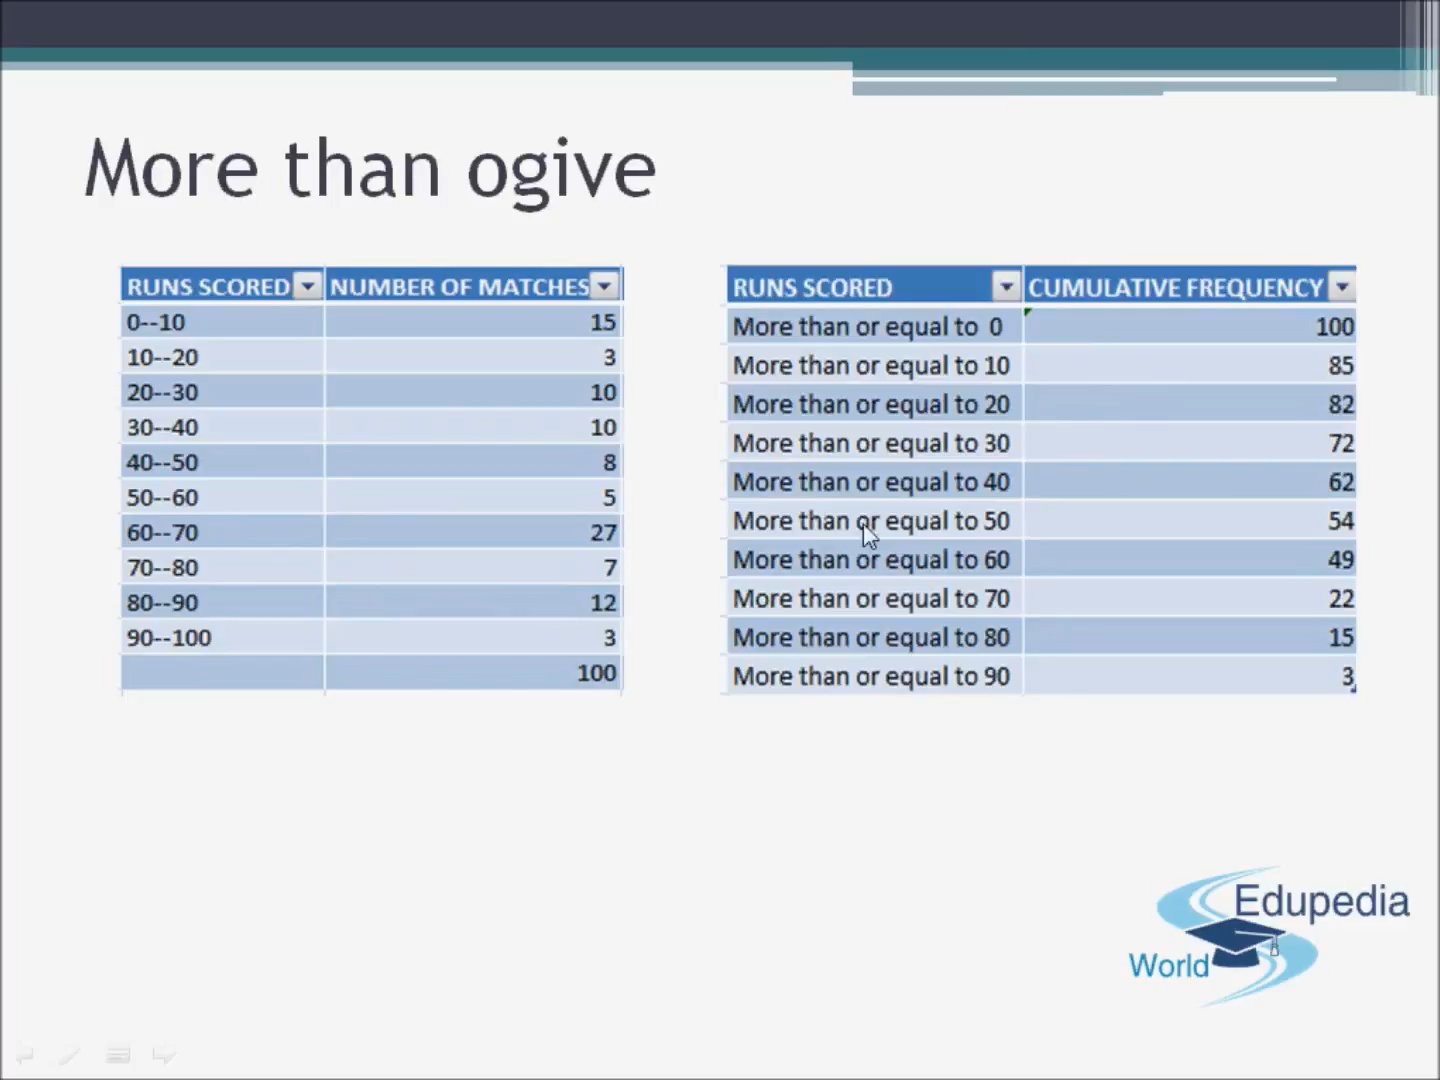 More than ogive
RUNS SCORED NUMBER OF MATCHES
0--10 15
10--20 3
20--30 10
30--40 10
40--50 8
50--60 5
60--70 27
70--80 7
80--90 12
90--100 3
100
RUNS SCORED CUMULATIVE FREQUENCY
More than or equal to 0 100
More than or equal to 10 85
More than or equal to 20 82
More than or equal to 30 72
More than or equal to 40 62
More than or equal to 50 54
More than or equal to 60 49
More than or equal to 70 22
More than or equal to 80 15
More than or equal to 90 3
Edupedia
World